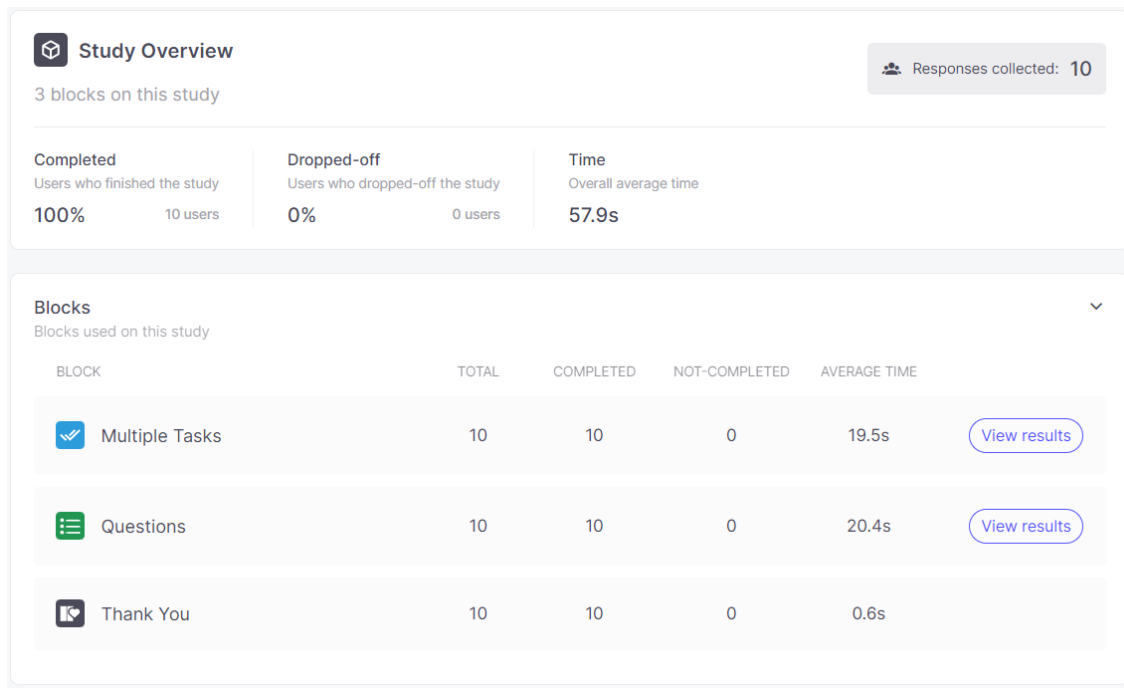 Study Overview
Responses collected: 10
3 blocks on this study
Completed
Users who finished the study
100% 10 users
Dropped-off
Users who dropped-off the study
0% 0 users
Time
Overall average time
57.9s
Blocks
Blocks used on this study
BLOCK TOTAL COMPLETED NOT-COMPLETED AVERAGE TIME
Multiple Tasks 10 10 0 19.5s View results
Questions 10 10 0 20.4s View results
Thank You 10 10 0 0.6s